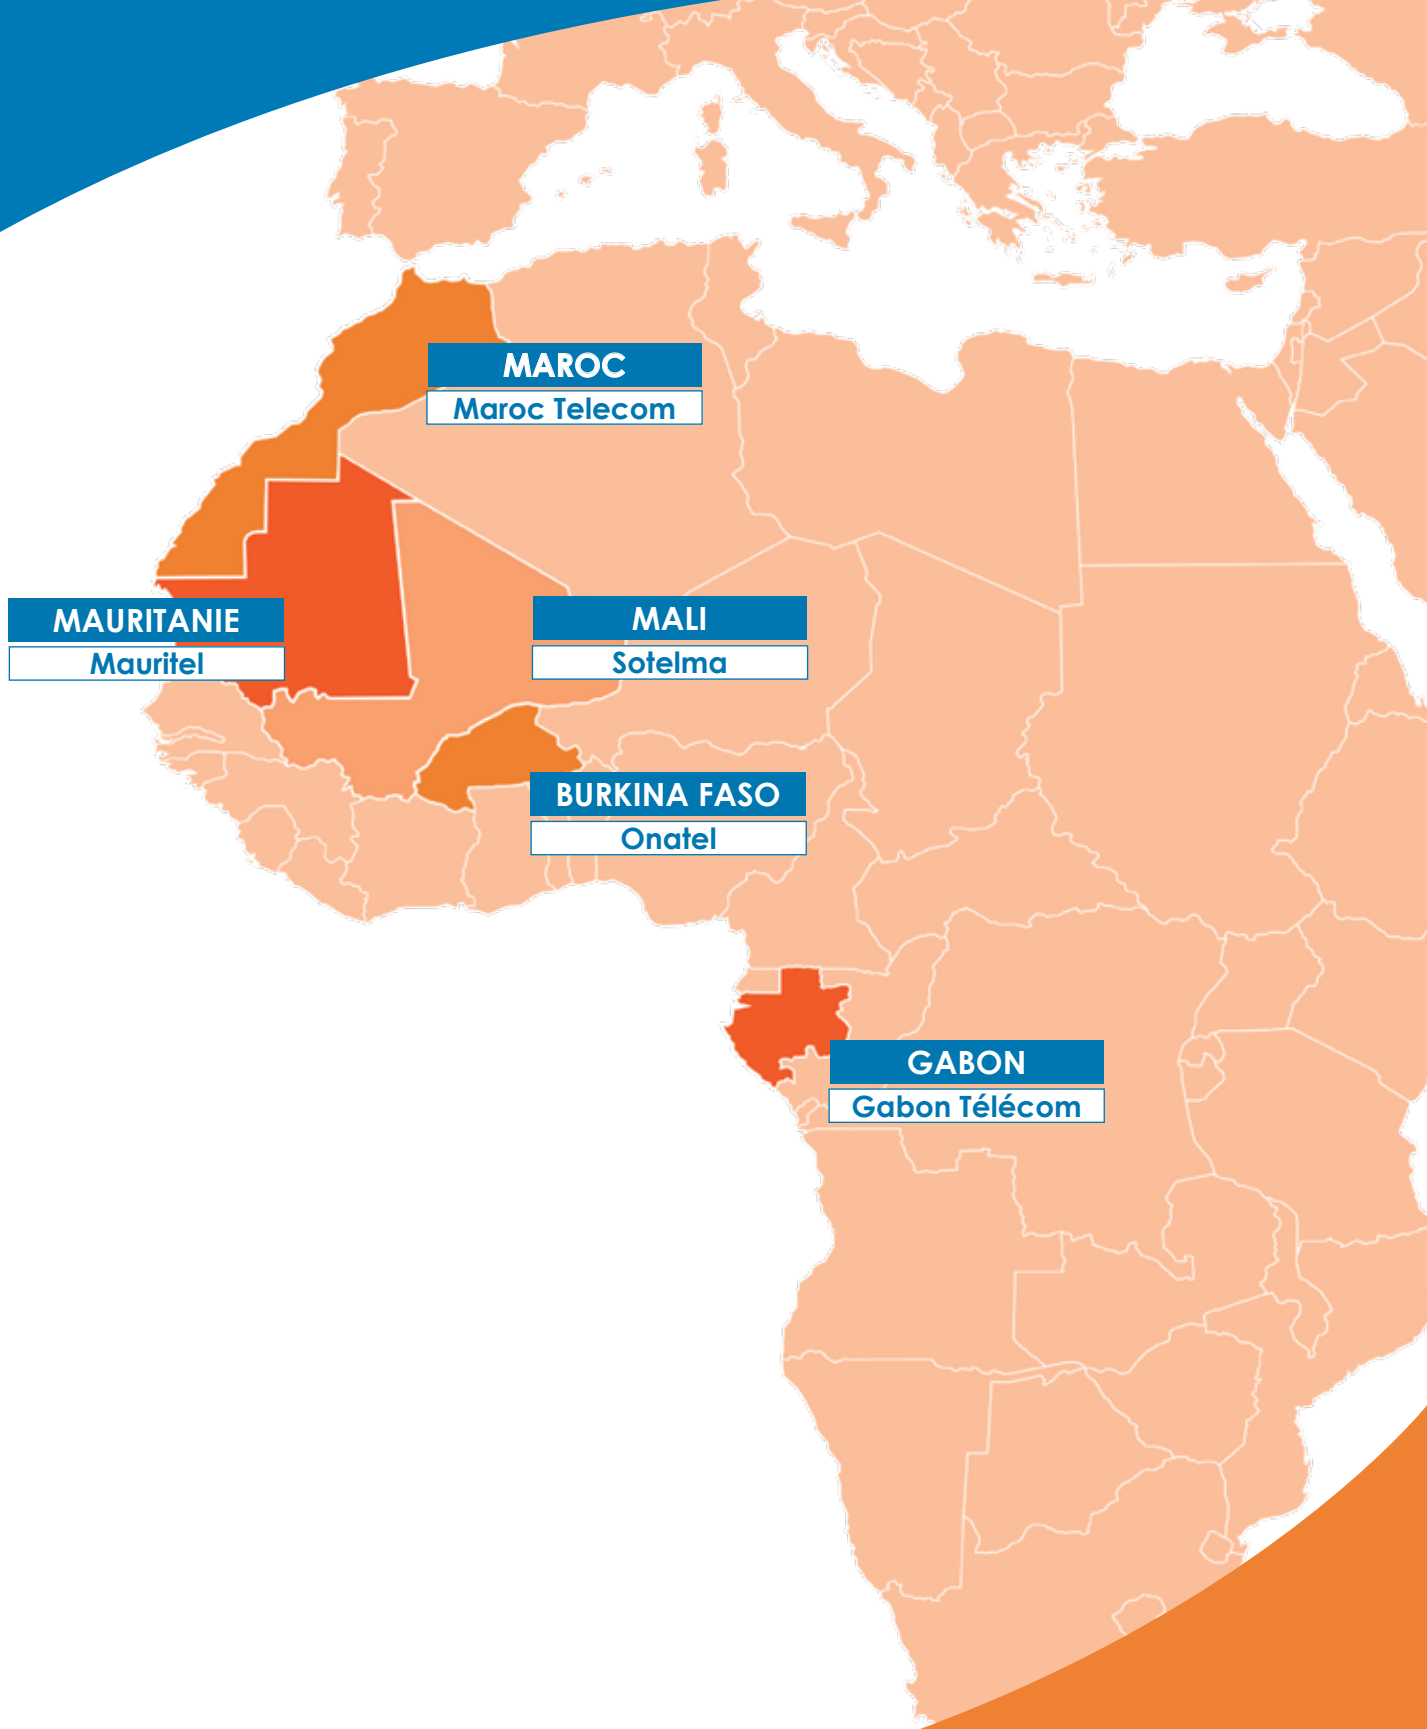 MAROC
Maroc Telecom
MAURITANIE
Mauritel
MALI
Sotelma
BURKINA FASO
Onatel
GABON
Gabon Télécom